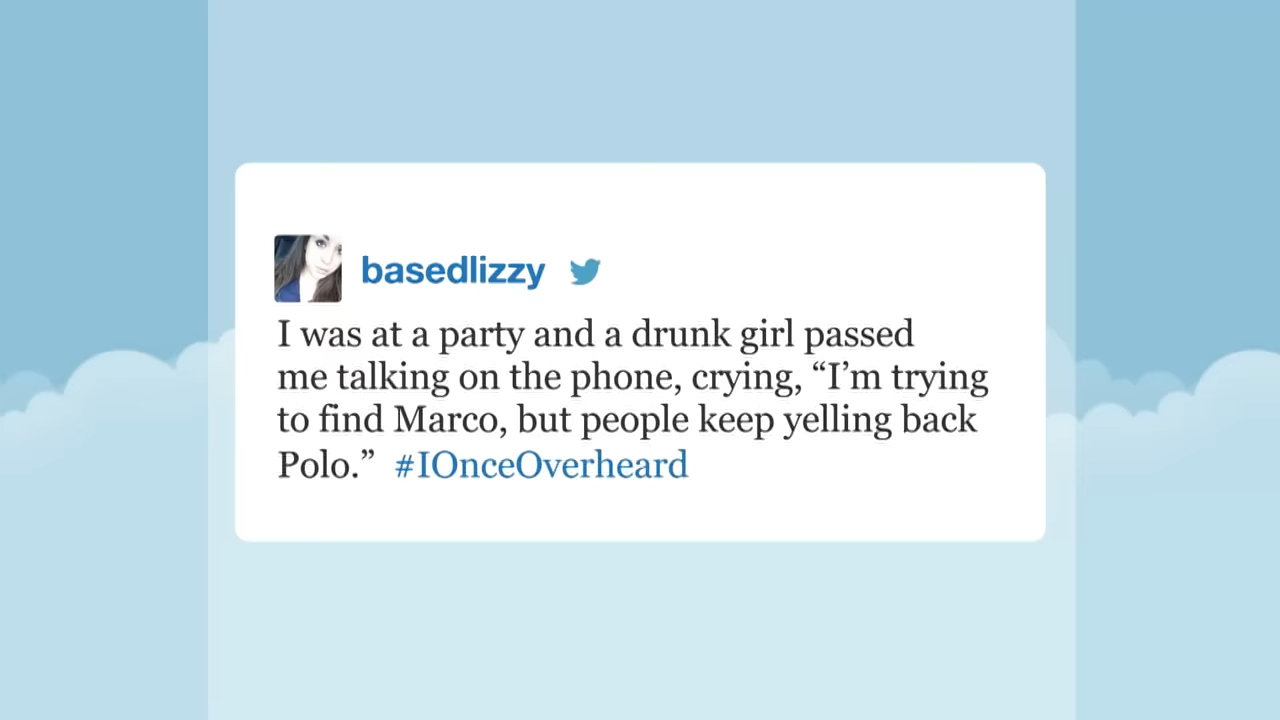 basedlizzy
I was at a party and a drunk girl passed
me talking on the phone, crying, “I’m trying
to find Marco, but people keep yelling back
Polo.” #IOnceOverheard